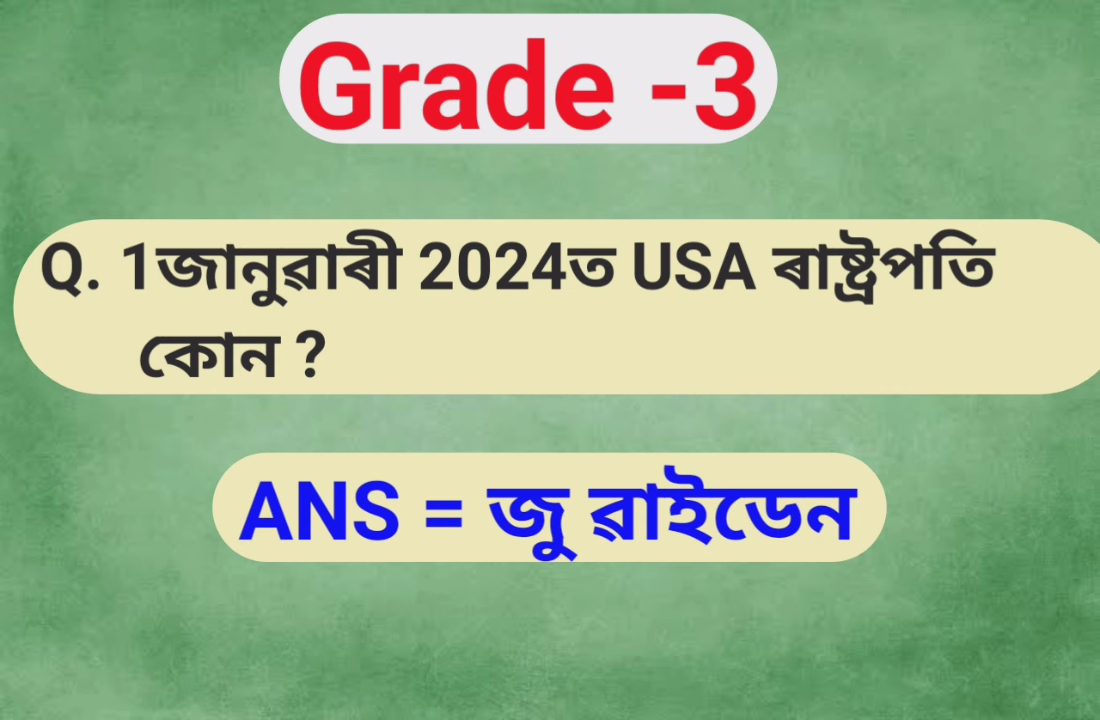 Grade -3
Q. 1জানুৱাৰী 2024ত USA ৰাষ্ট্ৰপতি
কোন ?
ANS = জু ৱাইডেন